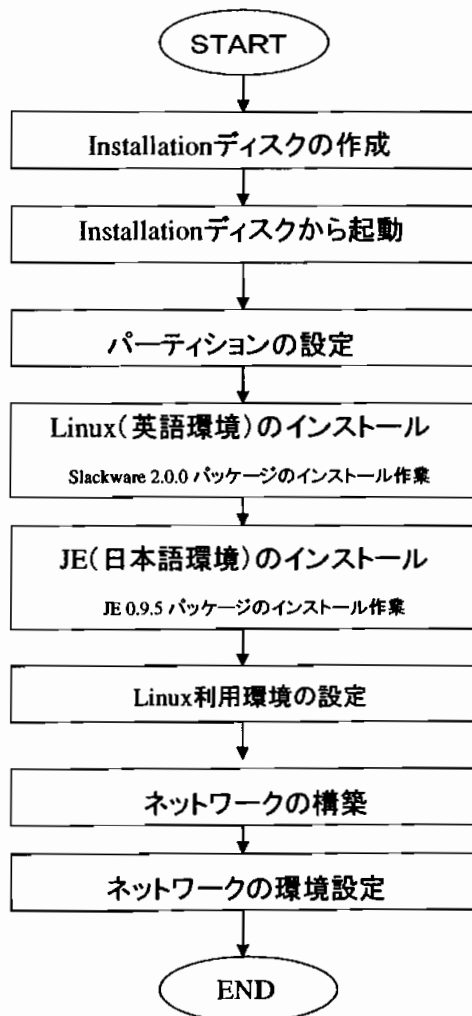 START
Installationディスクの作成
Installationディスクから起動
パーティションの設定
Linux(英語環境)のインストール
Slackware 2.0.0 パッケージのインストール作業
JE(日本語環境)のインストール
JE 0.9.5 パッケージのインストール作業
Linux利用環境の設定
ネットワークの構築
ネットワークの環境設定
END